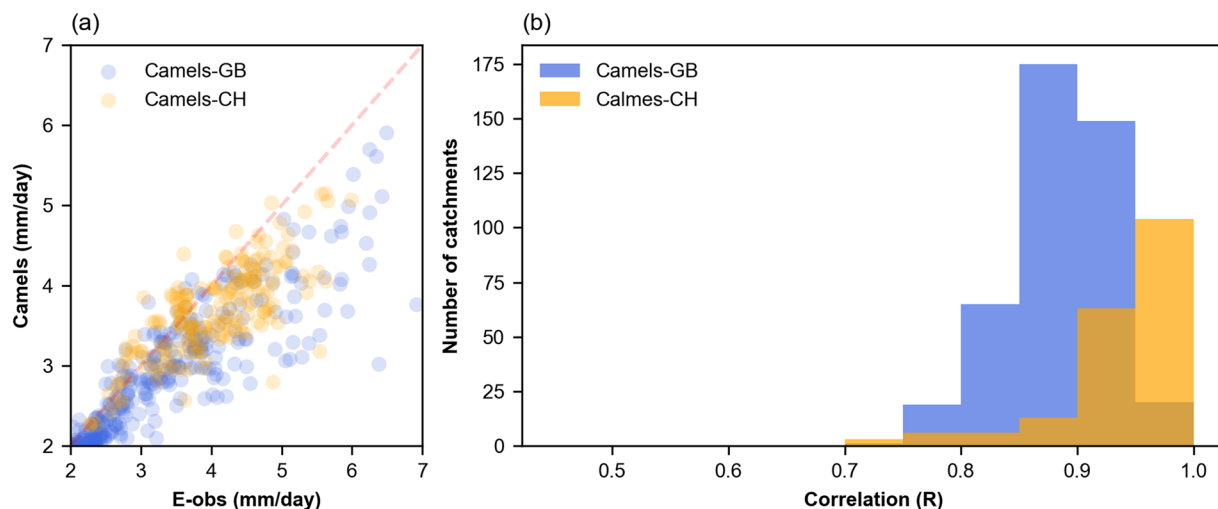 (a)
7
6
5
4
3
2
Camels (mm/day)
Camels-GB
Camels-CH
2 3 4 5 6 7
E-obs (mm/day)
(b)
175
150
125
100
75
50
25
0
Number of catchments
Camels-GB
Calmes-CH
0.5 0.6 0.7 0.8 0.9 1.0
Correlation (R)